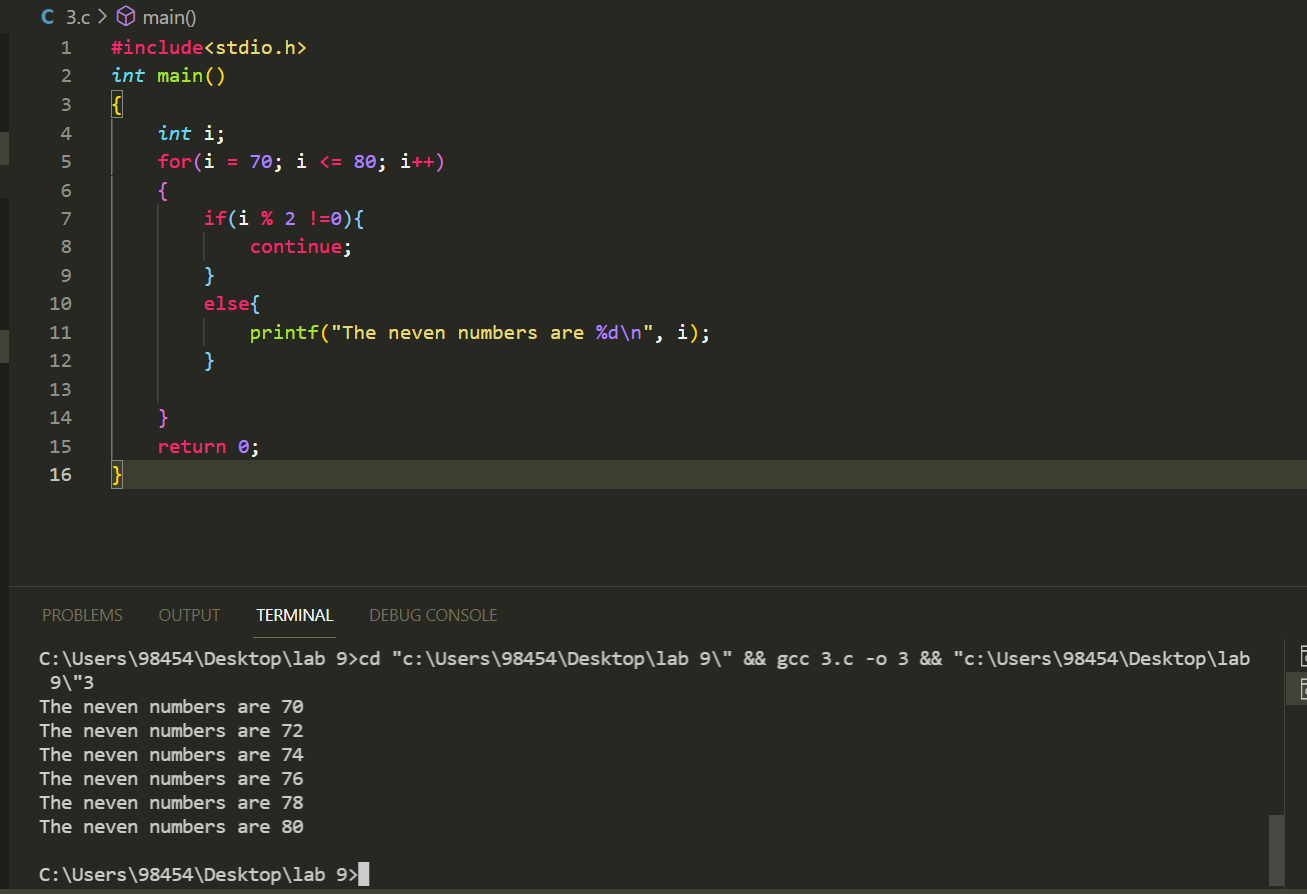 C 3.c > main()
1 #include<stdio.h>
2 int main()
3 {
4     int i;
5     for(i = 70; i <= 80; i++)
6     {
7         if(i % 2 !=0){
8             continue;
9         }
10         else{
11             printf("The neven numbers are %d\n", i);
12         }
13
14     }
15     return 0;
16 }
PROBLEMS OUTPUT TERMINAL DEBUG CONSOLE
C:\Users\98454\Desktop\lab 9>cd "c:\Users\98454\Desktop\lab 9\" && gcc 3.c -o 3 && "c:\Users\98454\Desktop\lab
 9\"3
The neven numbers are 70
The neven numbers are 72
The neven numbers are 74
The neven numbers are 76
The neven numbers are 78
The neven numbers are 80
C:\Users\98454\Desktop\lab 9>